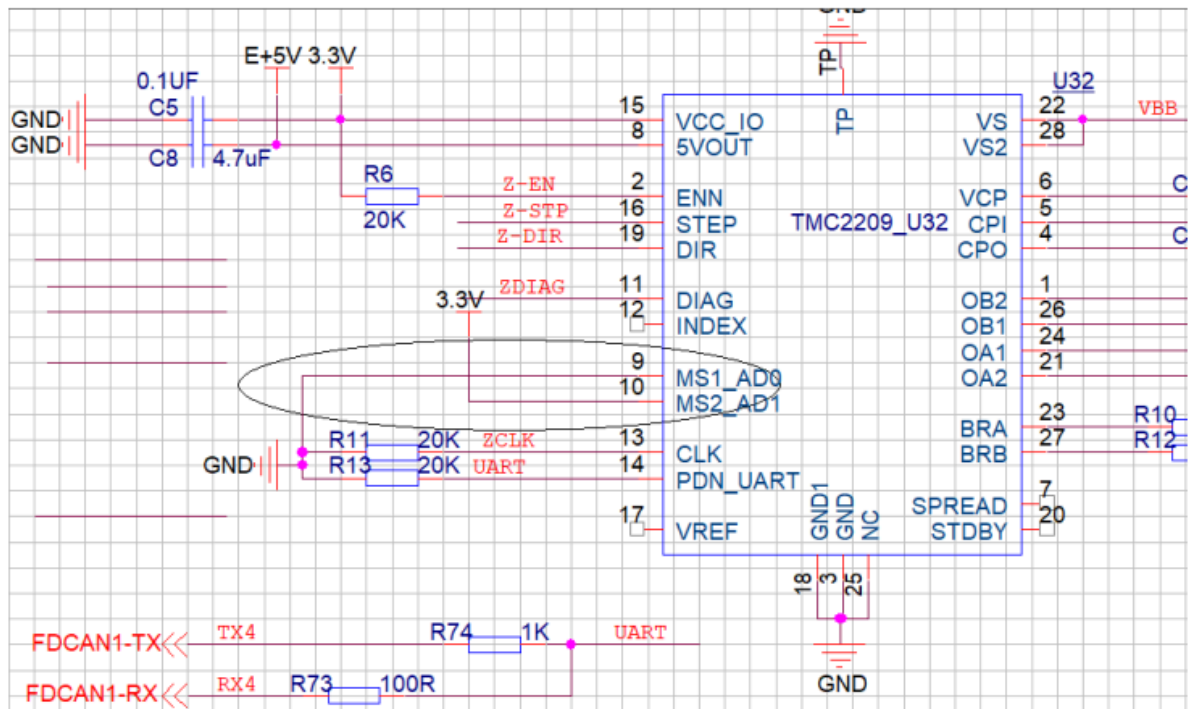 GND
E+5V 3.3V
TP
U32
0.1UF
C5
GND
GND
C8
4.7uF
15
8
VCC_IO
5VOUT
TP
VS
VS2
22
28
VBB
R6
20K
Z-EN
Z-STP
Z-DIR
2
16
19
ENN
STEP
DIR
TMC2209_U32
VCP
CPI
CPO
6
5
4
C
C
3.3V
ZDIAG
11
12
DIAG
INDEX
OB2
OB1
OA1
OA2
1
26
24
21
9
10
MS1_AD0
MS2_AD1
GND
R11
20K
ZCLK
R13
20K
UART
13
14
CLK
PDN_UART
BRA
BRB
23
27
R10
R12
17
VREF
GND1
GND
NC
SPREAD
STDBY
7
20
18
3
25
GND
FDCAN1-TX
TX4
R74
1K
UART
FDCAN1-RX
RX4
R73
100R